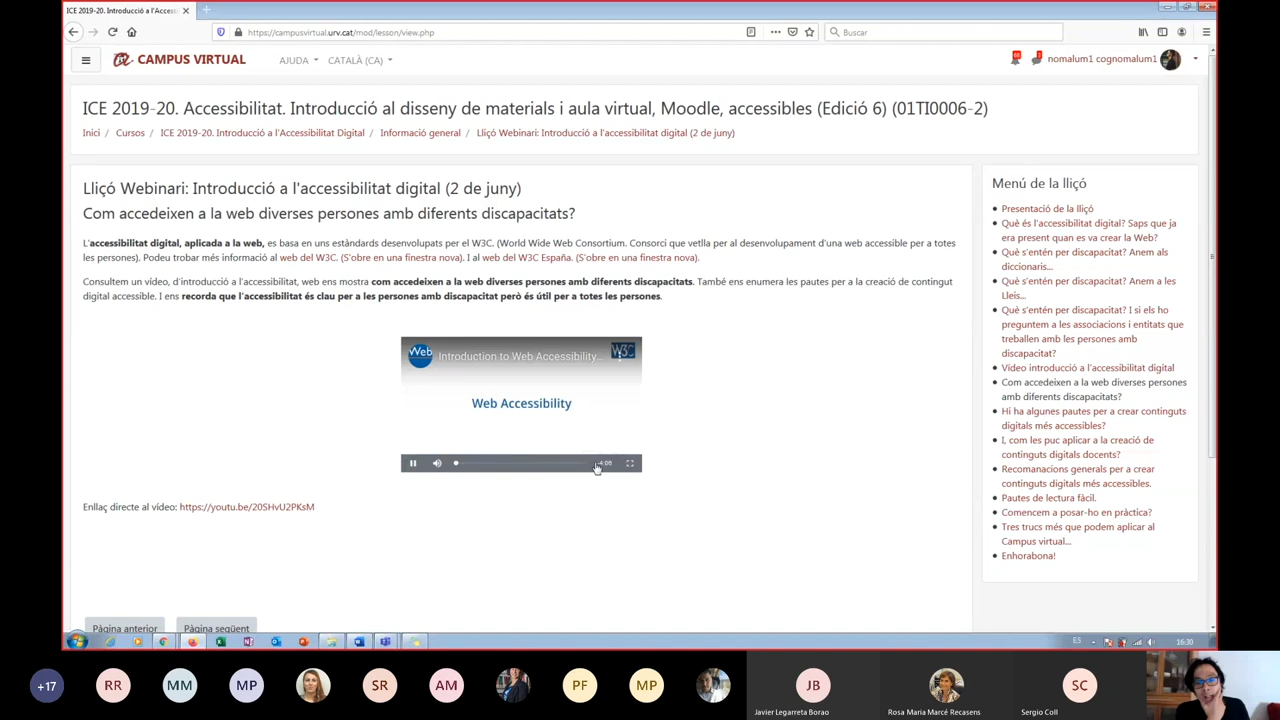 ICE 2019-20. Introducció a l'Acces
https://campusvirtual.urv.cat/mod/lesson/view.php
Buscar
CAMPUS VIRTUAL
AJUDA
CATALÀ (CA)
nomalum1 cognomalum1
ICE 2019-20. Accessibilitat. Introducció al disseny de materials i aula virtual, Moodle, accessibles (Edició 6) (01TI0006-2)
Inici / Cursos / ICE 2019-20. Introducció a l'Accessibilitat Digital / Informació general / Lliçó Webinari: Introducció a l'accessibilitat digital (2 de juny)
Lliçó Webinari: Introducció a l'accessibilitat digital (2 de juny)
Com accedeixen a la web diverses persones amb diferents discapacitats?
L'accessibilitat digital, aplicada a la web, es basa en uns estàndards desenvolupats per el W3C. (World Wide Web Consortium. Consorci que vetlla per al desenvolupament d'una web accessible per a totes
les persones). Podeu trobar més informació al web del W3C. (S'obre en una finestra nova). I al web del W3C España. (S'obre en una finestra nova).
Consultem un vídeo, d'introducció a l'accessibilitat, web ens mostra com accedeixen a la web diverses persones amb diferents discapacitats. També ens enumera les pautes per a la creació de contingut
digital accessible. I ens recorda que l'accessibilitat és clau per a les persones amb discapacitat però és útil per a totes les persones.
Web
Introduction to Web Accessibility...
W3C
Web Accessibility
Enllaç directe al vídeo: https://youtu.be/20SHvU2PKsM
Pàgina anterior
Pàgina següent
Menú de la lliçó
Presentació de la lliçó
Què és l'accessibilitat digital? Saps que ja
era present quan es va crear la Web?
Què s'entén per discapacitat? Anem als
diccionaris...
Què s'entén per discapacitat? Anem a les
Lleis...
Què s'entén per discapacitat? I si els ho
preguntem a les associacions i entitats que
treballen amb les persones amb
discapacitat?
Vídeo introducció a l'accessibilitat digital
Com accedeixen a la web diverses persones
amb diferents discapacitats?
Hi ha algunes pautes per a crear continguts
digitals més accessibles?
I, com les puc aplicar a la creació de
continguts digitals docents?
Recomanacions generals per a crear
continguts digitals més accessibles.
Pautes de lectura fàcil.
Comencem a posar-ho en pràctica?
Tres trucs més que podem aplicar al
Campus virtual...
Enhorabona!
ES
16:30
+17
RR
MM
MP
SR
AM
PF
MP
JB
SC
Javier Legarreta Borao
Rosa Maria Marcé Recasens
Sergio Coll